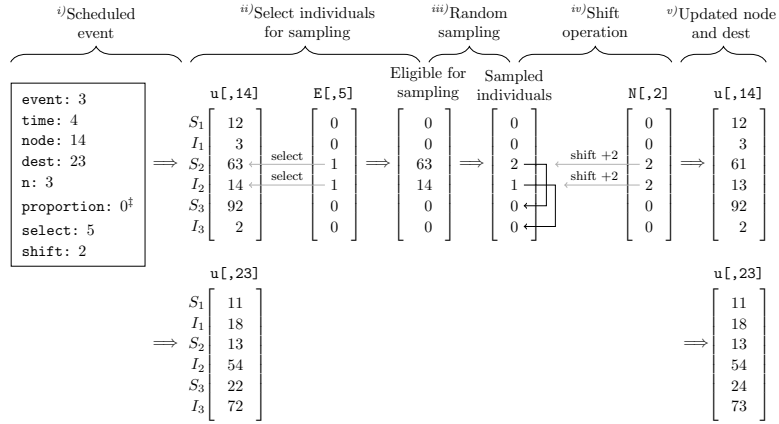 i)Scheduled event
ii)Select individuals for sampling
iii)Random sampling
iv)Shift operation
v)Updated node and dest
event: 3
time: 4
node: 14
dest: 23
n: 3
proportion: 0‡
select: 5
shift: 2
u[,14] E[,5] Eligible for sampling Sampled individuals N[,2] u[,14]
⟹ ⟹ ⟹ ⟹
S1 12 0 0 0 0 12
I1 3 0 0 0 0 3
S2 63 select 1 63 2 shift +2 2 61
I2 14 select 1 14 1 shift +2 2 13
S3 92 0 0 0 0 92
I3 2 0 0 0 0 2
u[,23] u[,23]
⟹ ⟹
S1 11 11
I1 18 18
S2 13 13
I2 54 54
S3 22 24
I3 72 73